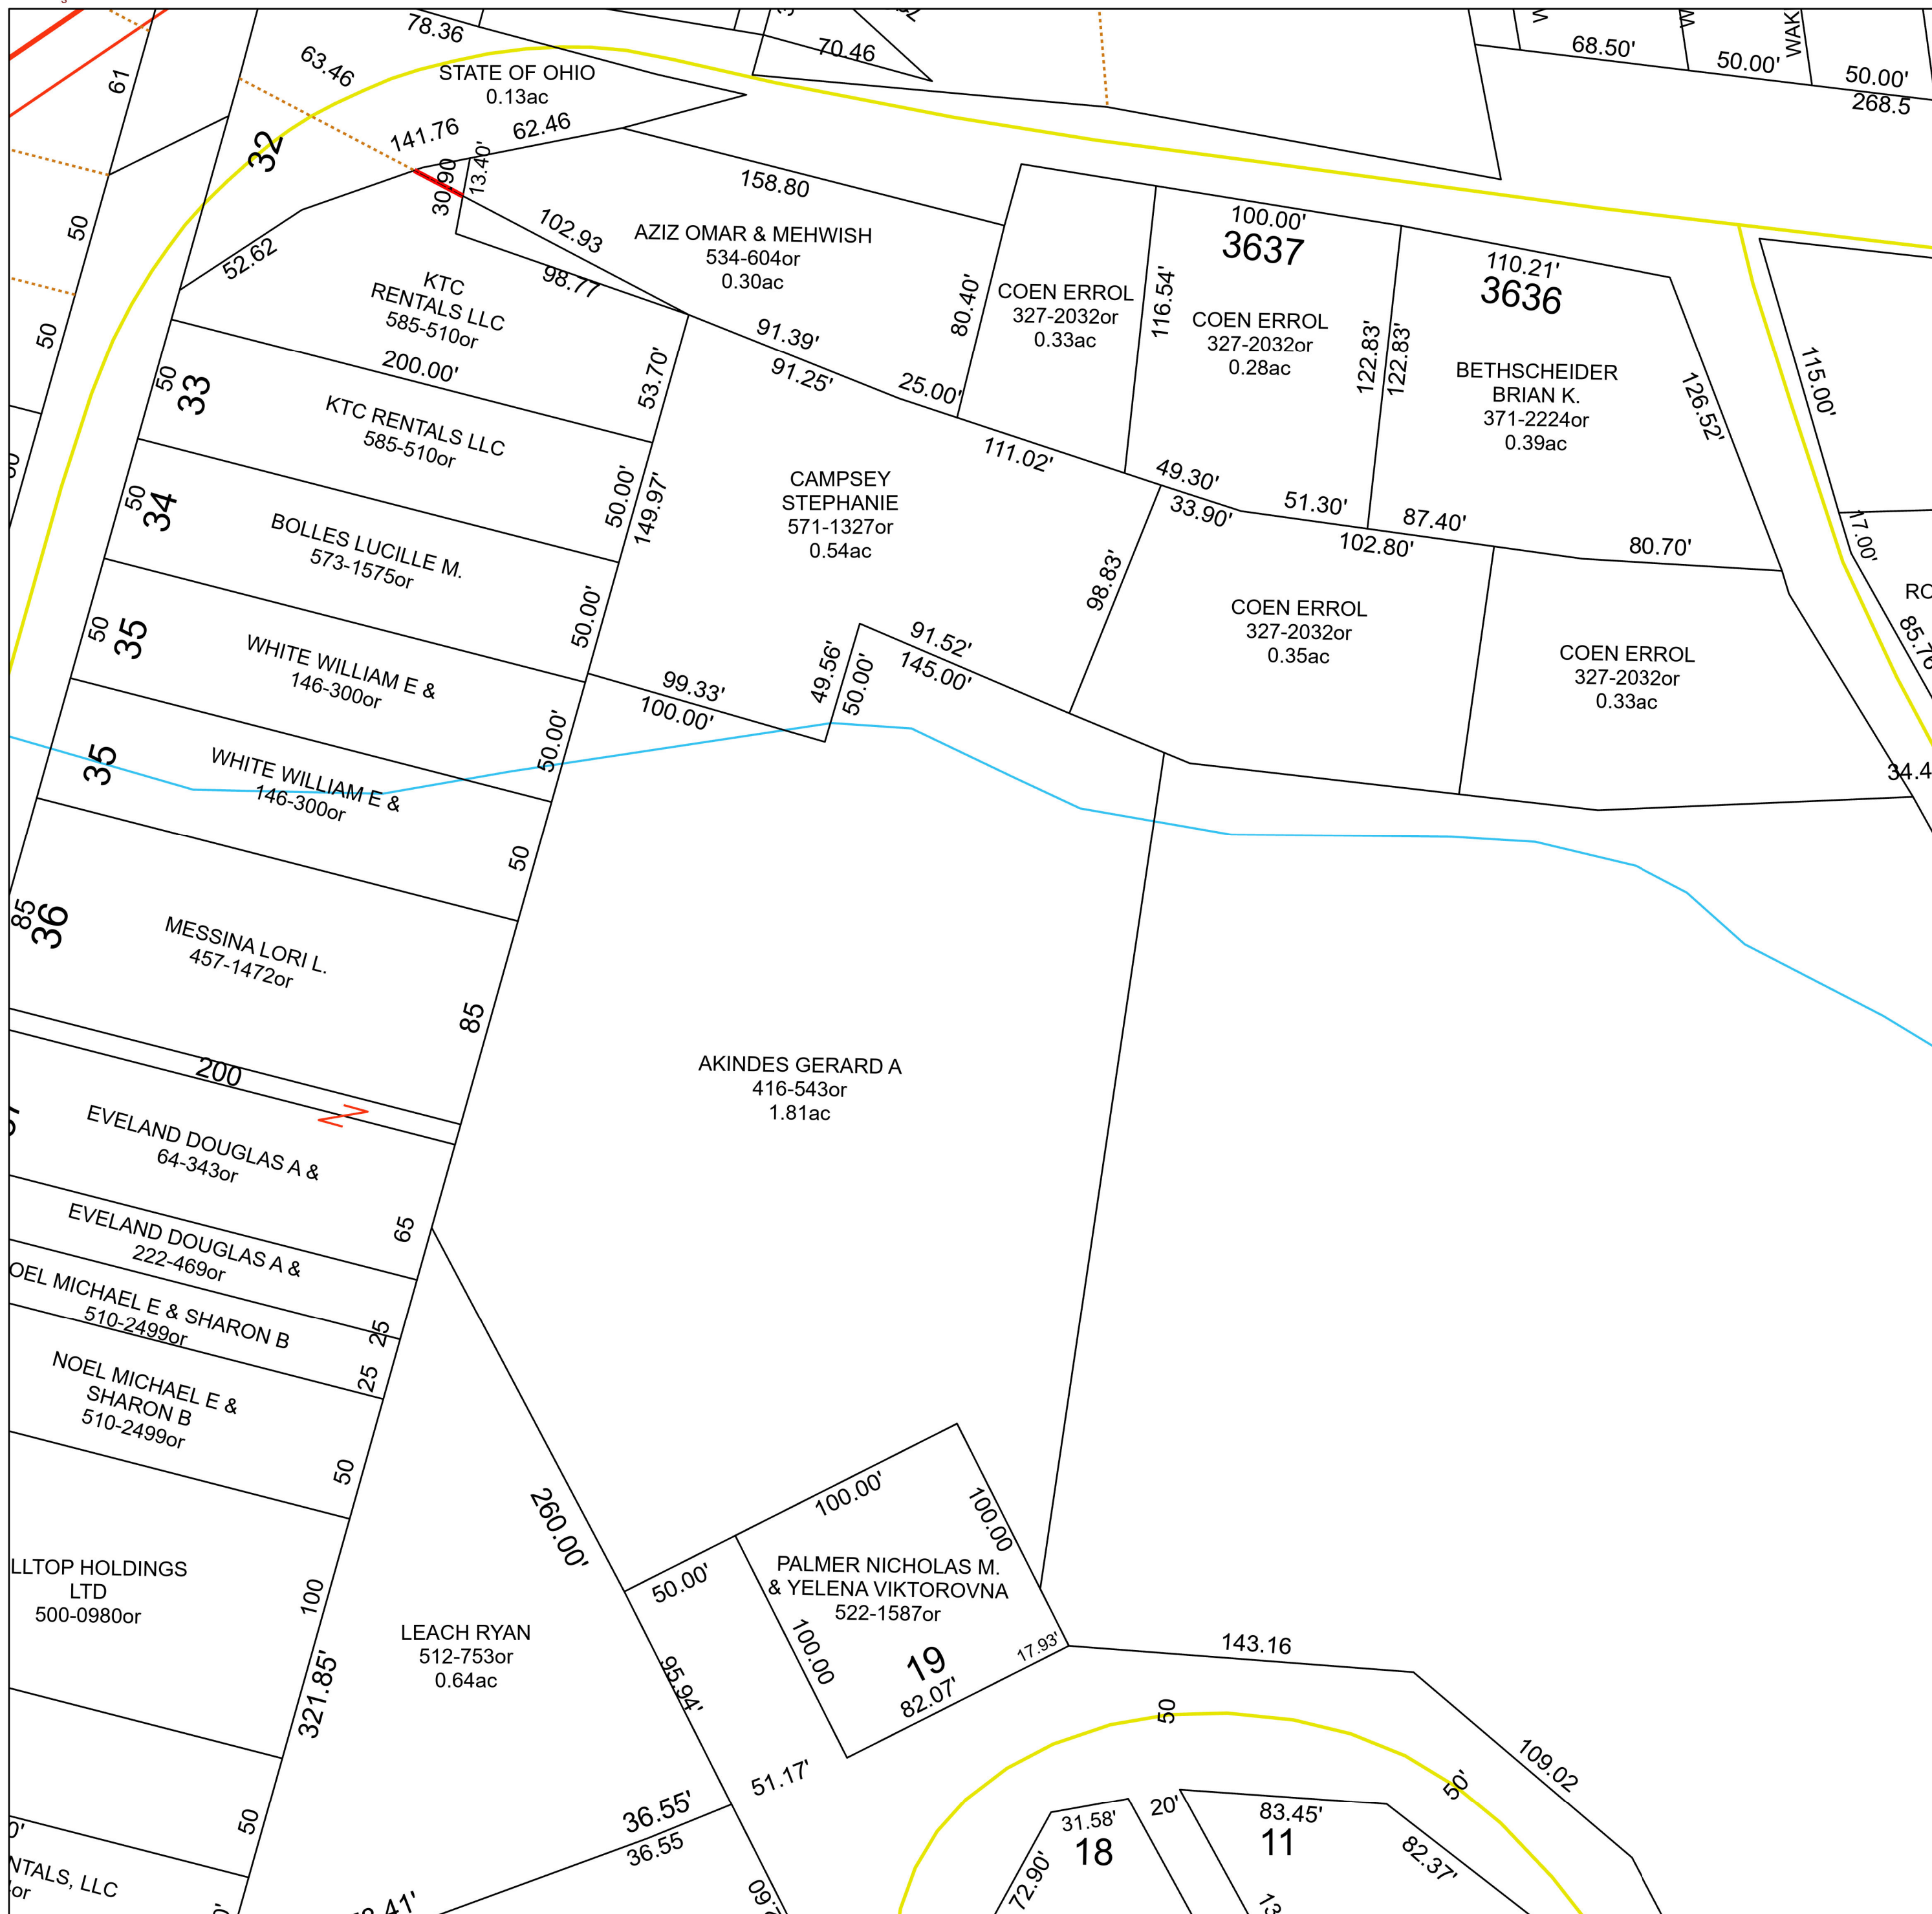 78.36
63.46
STATE OF OHIO
0.13ac
70.46
68.50'
50.00'
WAK
50.00'
268.5
61
32
141.76
62.46
30.90
13.40'
158.80
50
52.62
102.93
AZIZ OMAR & MEHWISH
534-604or
0.30ac
98.77
100.00'
3637
110.21'
3636
KTC
RENTALS LLC
585-510or
80.40'
COEN ERROL
327-2032or
0.33ac
116.54'
COEN ERROL
327-2032or
0.28ac
122.83'
122.83'
BETHSCHEIDER
BRIAN K.
371-2224or
0.39ac
126.52'
115.00'
50
200.00'
53.70'
91.39'
91.25'
25.00'
50
33
KTC RENTALS LLC
585-510or
111.02'
49.30'
33.90'
51.30'
87.40'
102.80'
80.70'
17.00'
50
34
50.00'
149.97'
CAMPSEY
STEPHANIE
571-1327or
0.54ac
BOLLES LUCILLE M.
573-1575or
98.83'
50
35
50.00'
WHITE WILLIAM E &
146-300or
99.33'
100.00'
49.56'
50.00'
91.52'
145.00'
COEN ERROL
327-2032or
0.35ac
COEN ERROL
327-2032or
0.33ac
85.76
34.4
35
50.00'
WHITE WILLIAM E &
146-300or
50
85
36
MESSINA LORI L.
457-1472or
85
200
AKINDES GERARD A
416-543or
1.81ac
EVELAND DOUGLAS A &
64-343or
65
EVELAND DOUGLAS A &
222-469or
25
OEL MICHAEL E & SHARON B
510-2499or
25
NOEL MICHAEL E &
SHARON B
510-2499or
50
260.00'
100.00'
100.00
50.00'
PALMER NICHOLAS M.
& YELENA VIKTOROVNA
522-1587or
19
100.00
17.93'
82.07'
LLTOP HOLDINGS
LTD
500-0980or
100
LEACH RYAN
512-753or
0.64ac
321.85'
95.94'
143.16
50
109.02
50'
51.17'
36.55'
36.55
50
31.58'
18
20'
83.45'
11
82.37'
72.90'
NTALS, LLC
or